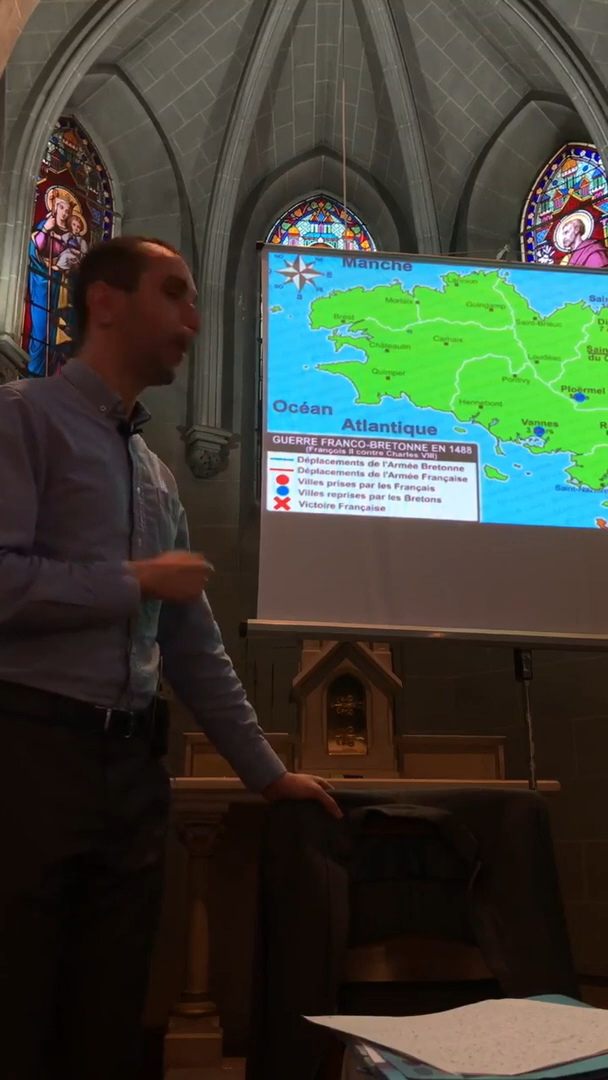 Manche
Morlaix
Guingamp
Brest
Saint-Brieuc
Châteaulin
Carhaix
Loudéac
Quimper
Pontivy
Ploërmel
Hennebont
Océan
Atlantique
Vannes
GUERRE FRANCO-BRETONNE EN 1488
(François II contre Charles VIII)
Déplacements de l'Armée Bretonne
Déplacements de l'Armée Française
Villes prises par les Français
Villes reprises par les Bretons
Victoire Française